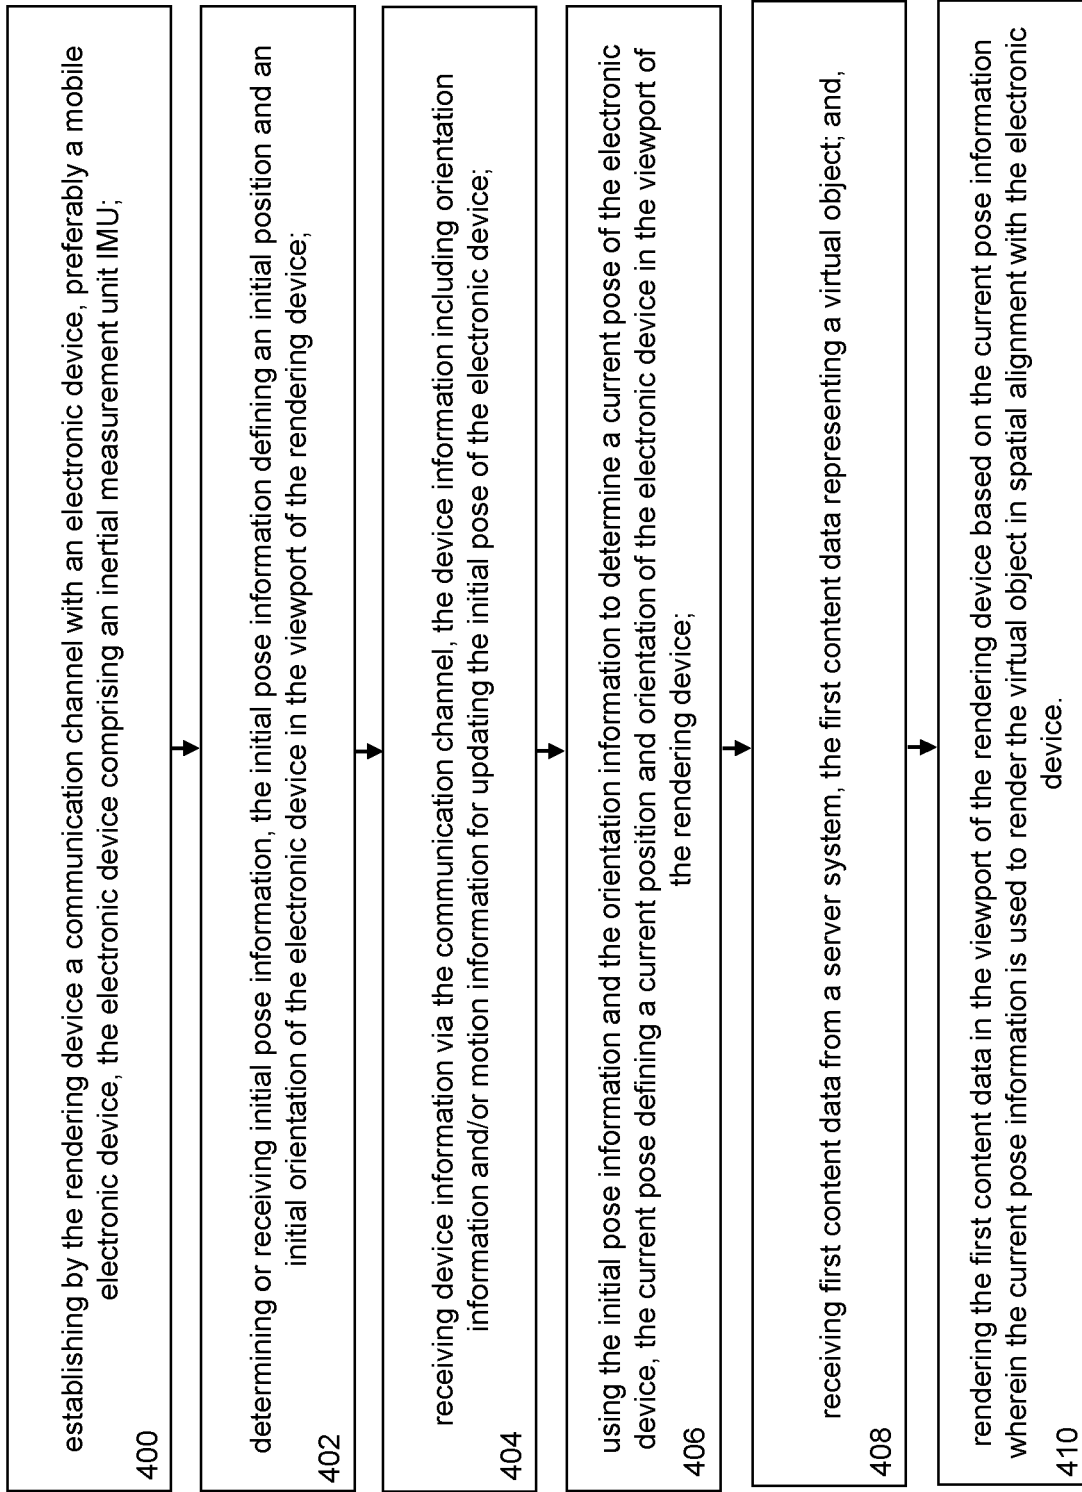 establishing by the rendering device a communication channel with an electronic device, preferably a mobile
electronic device, the electronic device comprising an inertial measurement unit IMU;
400
determining or receiving initial pose information, the initial pose information defining an initial position and an
initial orientation of the electronic device in the viewport of the rendering device;
402
receiving device information via the communication channel, the device information including orientation
information and/or motion information for updating the initial pose of the electronic device;
404
using the initial pose information and the orientation information to determine a current pose of the electronic
device, the current pose defining a current position and orientation of the electronic device in the viewport of
the rendering device;
406
receiving first content data from a server system, the first content data representing a virtual object; and,
408
rendering the first content data in the viewport of the rendering device based on the current pose information
wherein the current pose information is used to render the virtual object in spatial alignment with the electronic
device.
410